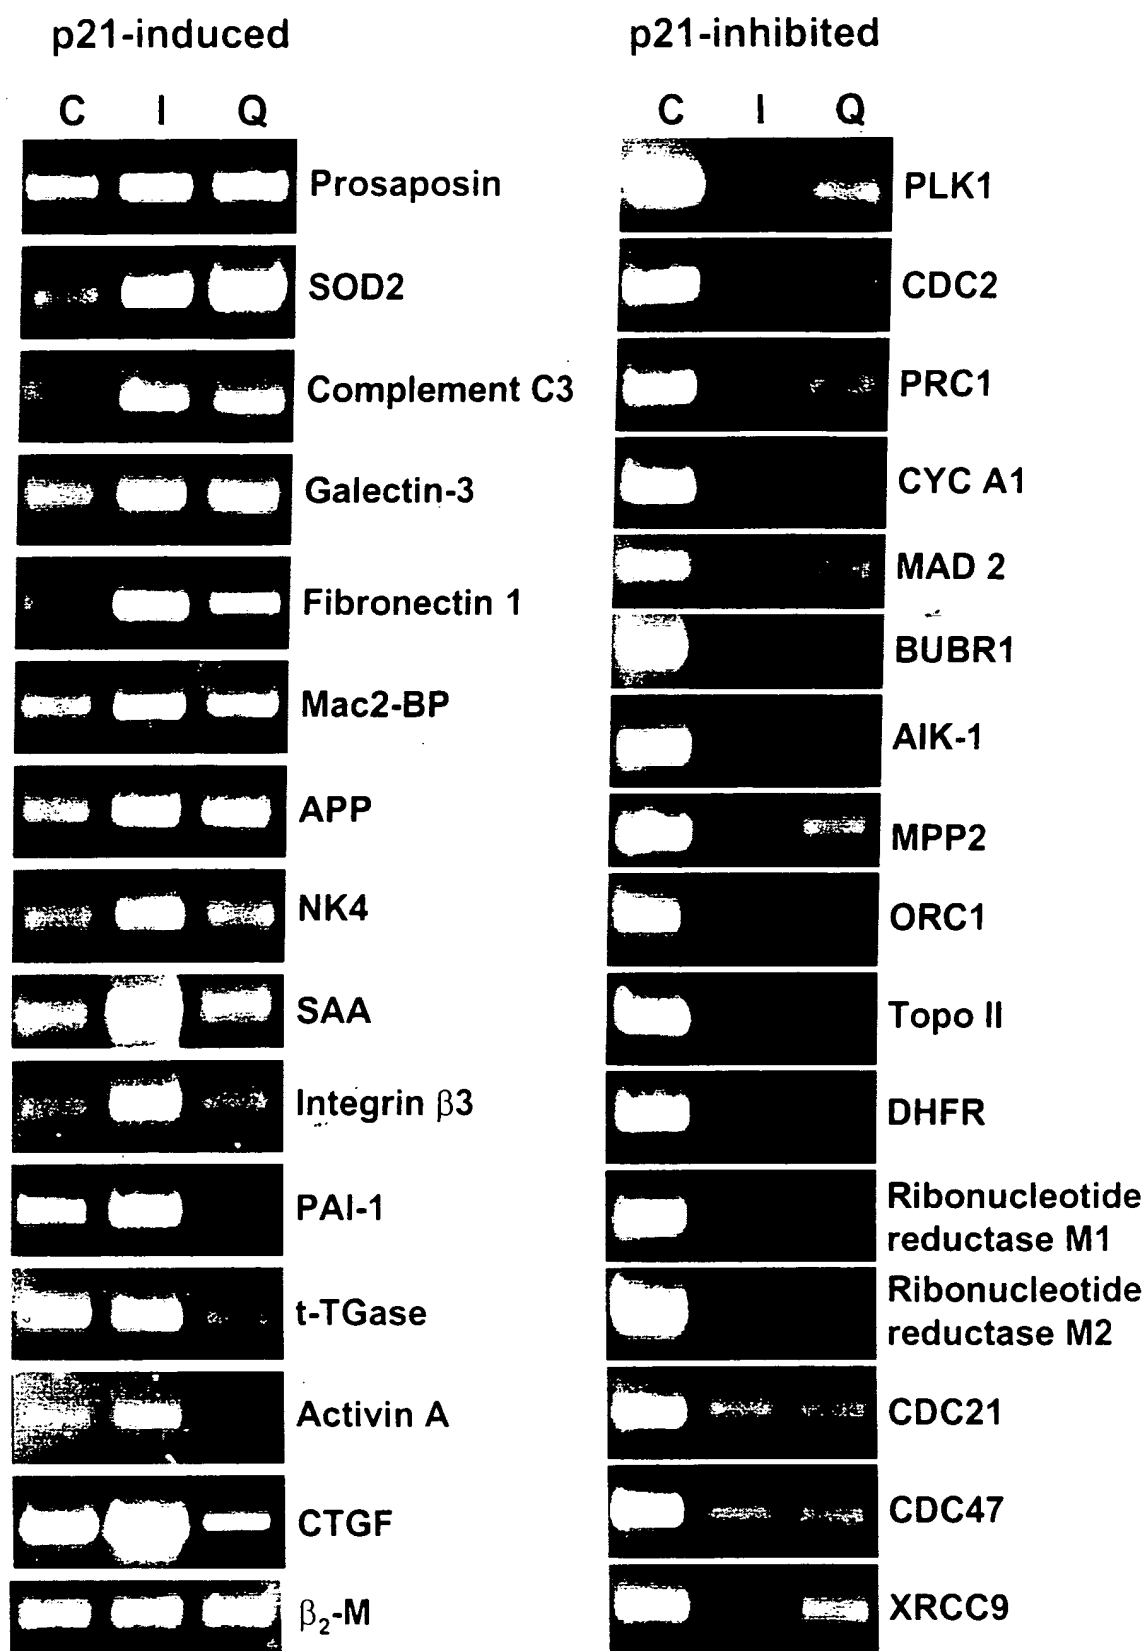 p21-induced
C I Q
Prosaposin
SOD2
Complement C3
Galectin-3
Fibronectin 1
Mac2-BP
APP
NK4
SAA
Integrin β3
PAI-1
t-TGase
Activin A
CTGF
β2-M
p21-inhibited
C I Q
PLK1
CDC2
PRC1
CYC A1
MAD 2
BUBR1
AIK-1
MPP2
ORC1
Topo II
DHFR
Ribonucleotide
reductase M1
Ribonucleotide
reductase M2
CDC21
CDC47
XRCC9